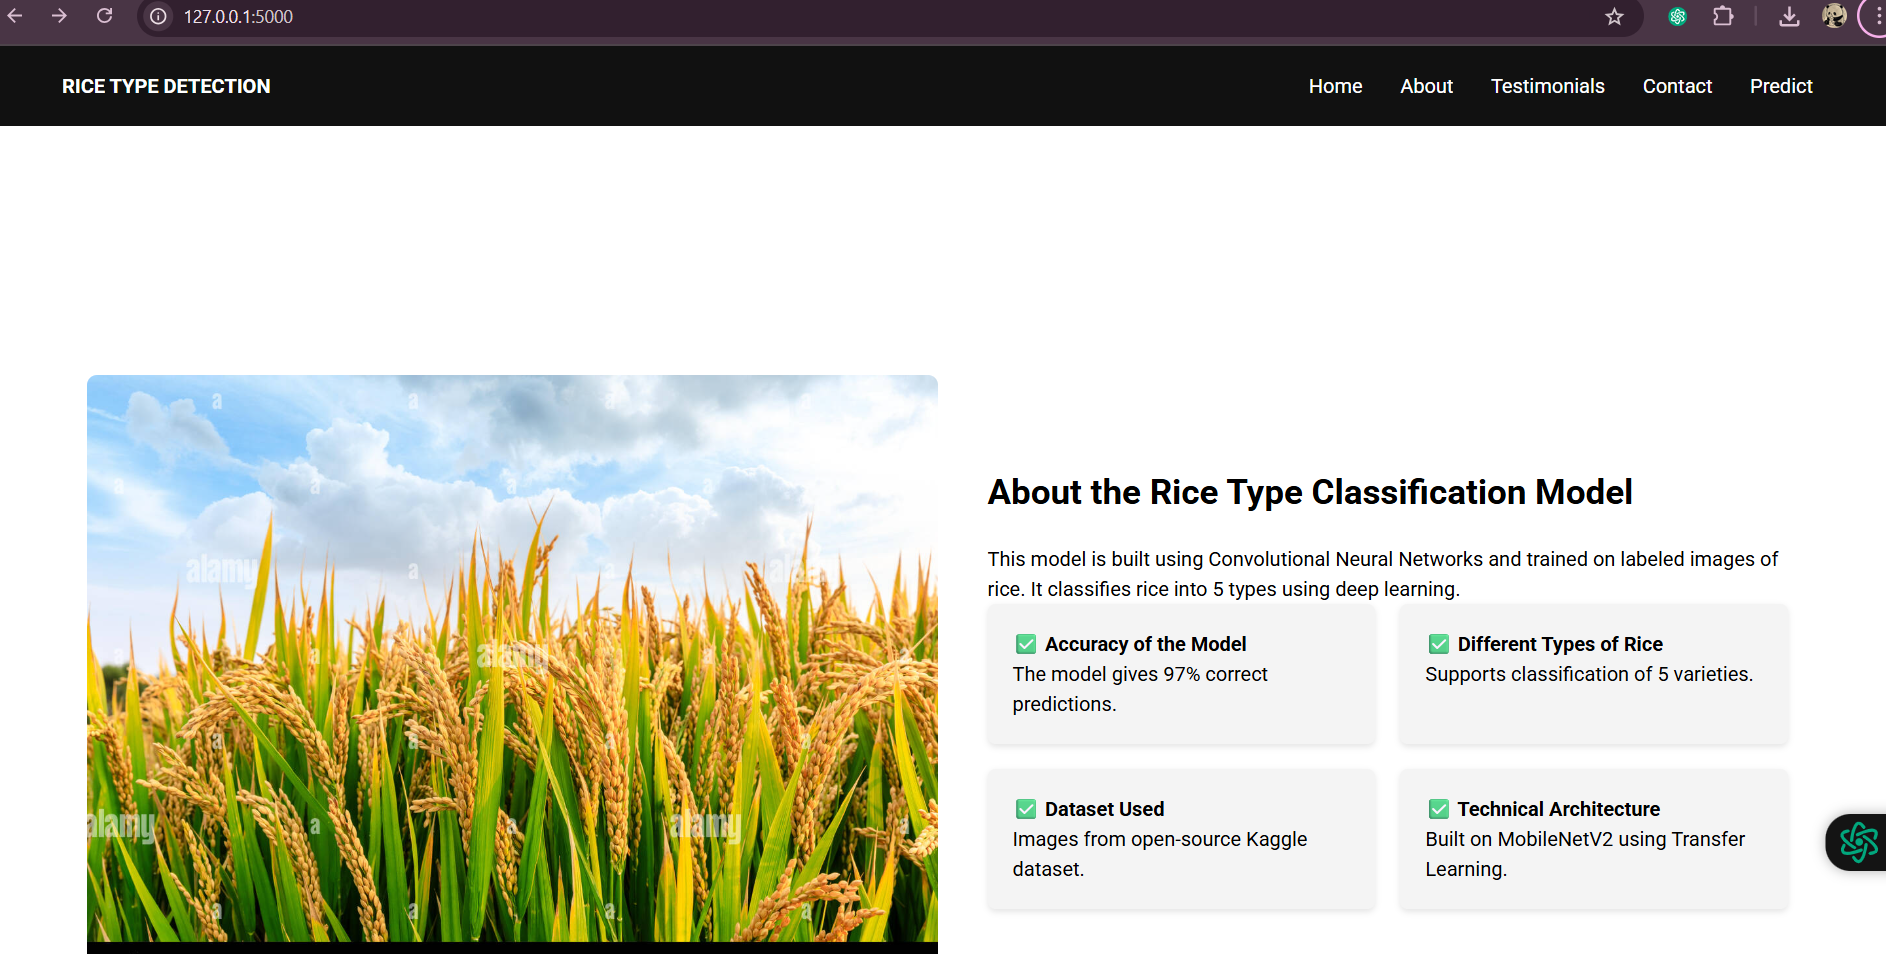 127.0.0.1:5000
RICE TYPE DETECTION
Home About Testimonials Contact Predict
alamy
a
About the Rice Type Classification Model
This model is built using Convolutional Neural Networks and trained on labeled images of
rice. It classifies rice into 5 types using deep learning.
✅ Accuracy of the Model
The model gives 97% correct
predictions.
✅ Different Types of Rice
Supports classification of 5 varieties.
✅ Dataset Used
Images from open-source Kaggle
dataset.
✅ Technical Architecture
Built on MobileNetV2 using Transfer
Learning.